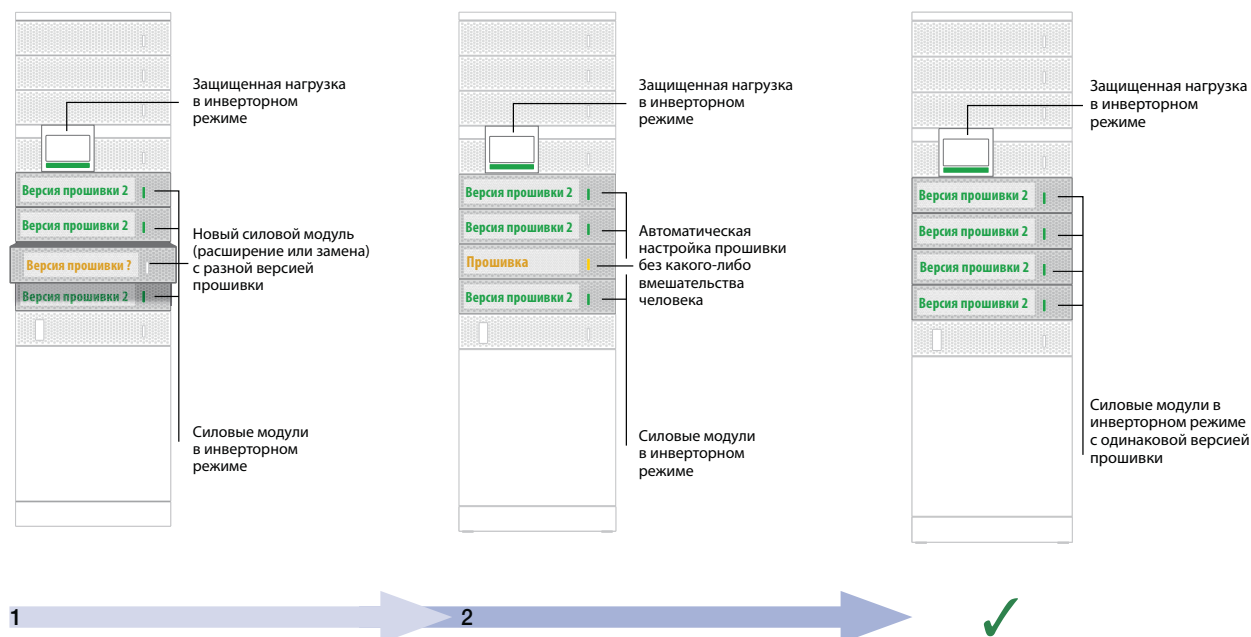 Защищенная нагрузка
в инверторном
режиме
Версия прошивки 2
Версия прошивки 2
Версия прошивки ?
Версия прошивки 2
Новый силовой модуль
(расширение или замена)
с разной версией
прошивки
Силовые модули
в инверторном
режиме
Защищенная нагрузка
в инверторном
режиме
Версия прошивки 2
Версия прошивки 2
Прошивка
Версия прошивки 2
Автоматическая
настройка прошивки
без какого-либо
вмешательства
человека
Силовые модули
в инверторном
режиме
Защищенная нагрузка
в инверторном
режиме
Версия прошивки 2
Версия прошивки 2
Версия прошивки 2
Версия прошивки 2
Силовые модули в
инверторном режиме
с одинаковой версией
прошивки
1
2